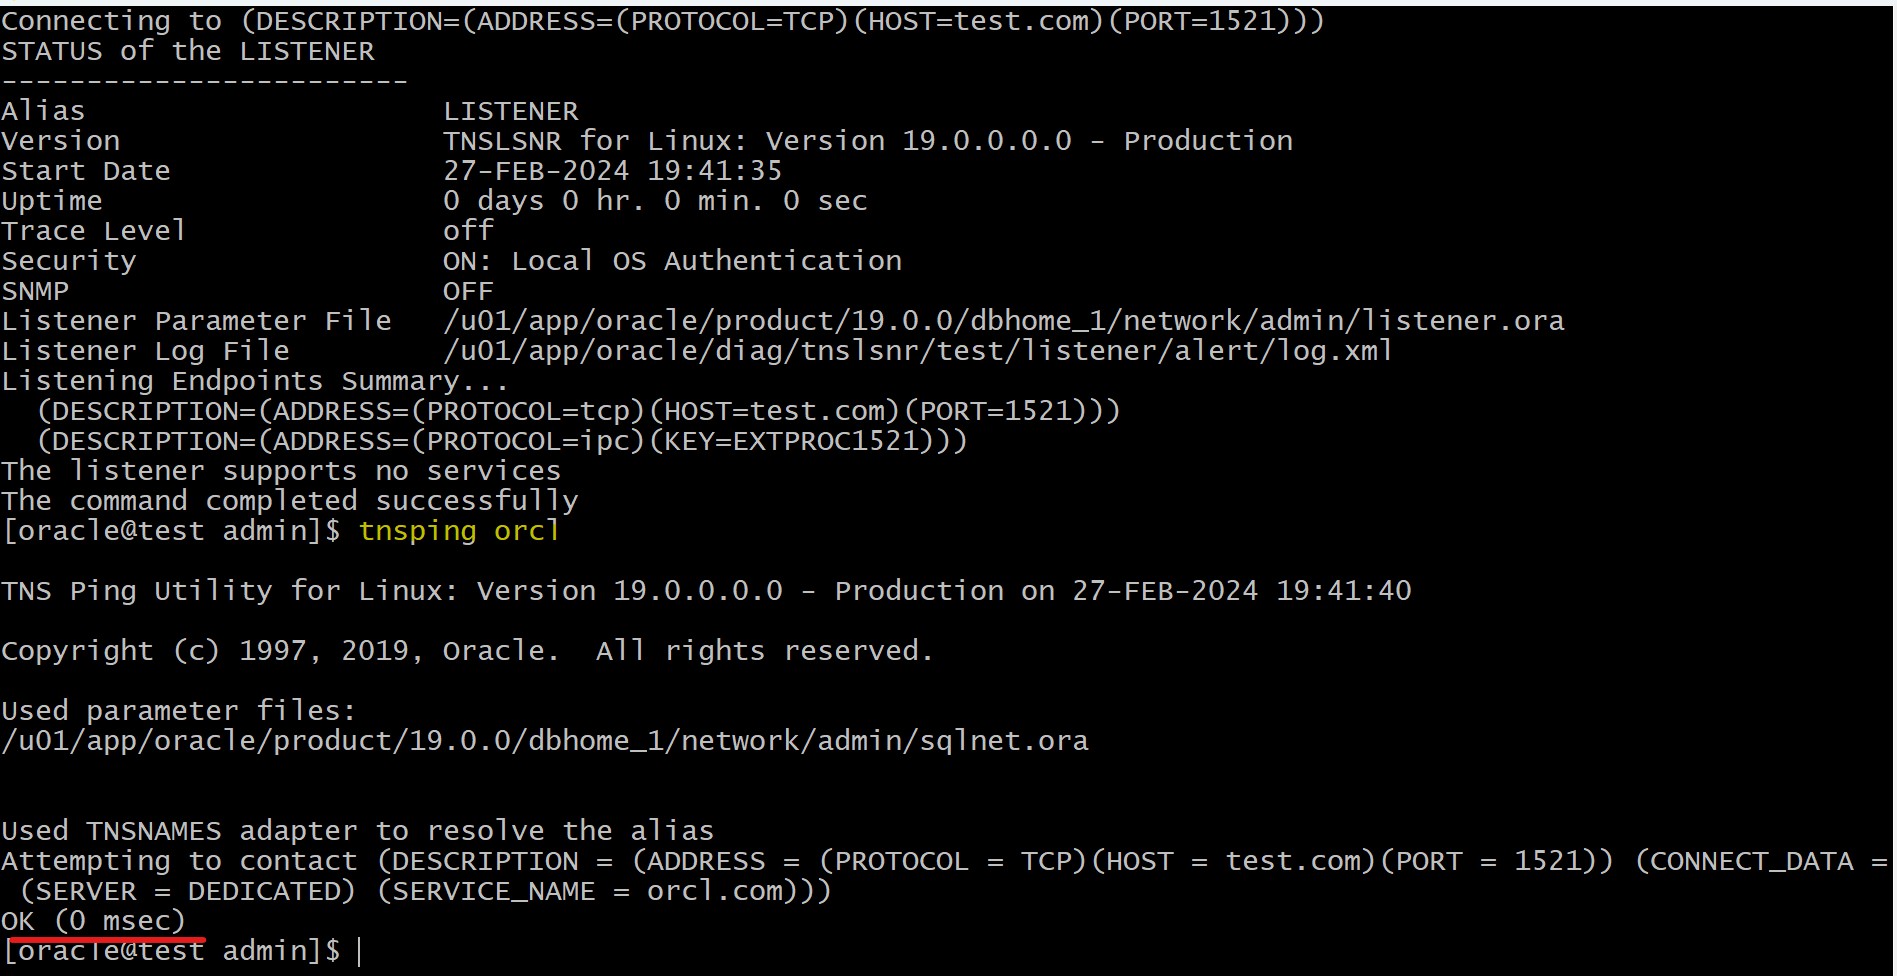 Connecting to (DESCRIPTION=(ADDRESS=(PROTOCOL=TCP)(HOST=test.com)(PORT=1521)))
STATUS of the LISTENER
------------------------
Alias                     LISTENER
Version                   TNSLSNR for Linux: Version 19.0.0.0.0 - Production
Start Date                27-FEB-2024 19:41:35
Uptime                    0 days 0 hr. 0 min. 0 sec
Trace Level               off
Security                  ON: Local OS Authentication
SNMP                      OFF
Listener Parameter File   /u01/app/oracle/product/19.0.0/dbhome_1/network/admin/listener.ora
Listener Log File         /u01/app/oracle/diag/tnslsnr/test/listener/alert/log.xml
Listening Endpoints Summary...
  (DESCRIPTION=(ADDRESS=(PROTOCOL=tcp)(HOST=test.com)(PORT=1521)))
  (DESCRIPTION=(ADDRESS=(PROTOCOL=ipc)(KEY=EXTPROC1521)))
The listener supports no services
The command completed successfully
[oracle@test admin]$ tnsping orcl

TNS Ping Utility for Linux: Version 19.0.0.0.0 - Production on 27-FEB-2024 19:41:40

Copyright (c) 1997, 2019, Oracle.  All rights reserved.

Used parameter files:
/u01/app/oracle/product/19.0.0/dbhome_1/network/admin/sqlnet.ora


Used TNSNAMES adapter to resolve the alias
Attempting to contact (DESCRIPTION = (ADDRESS = (PROTOCOL = TCP)(HOST = test.com)(PORT = 1521)) (CONNECT_DATA =
 (SERVER = DEDICATED) (SERVICE_NAME = orcl.com)))
OK (0 msec)
[oracle@test admin]$